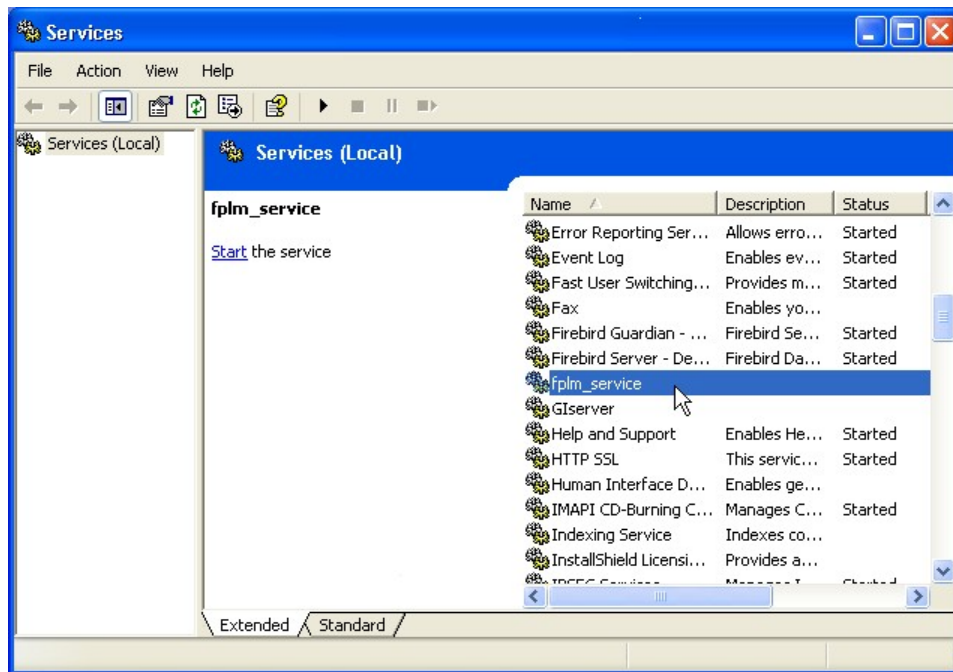 Services
File Action View Help
Services (Local)
Services (Local)
fplm_service
Start the service
Name Description Status
Error Reporting Ser... Allows erro... Started
Event Log Enables ev... Started
Fast User Switching... Provides m... Started
Fax Enables yo...
Firebird Guardian - ... Firebird Se... Started
Firebird Server - De... Firebird Da... Started
fplm_service
GIserver
Help and Support Enables He... Started
HTTP SSL This servic... Started
Human Interface D... Enables ge...
IMAPI CD-Burning C... Manages C... Started
Indexing Service Indexes co...
InstallShield Licensi... Provides a...
IPSEC Services Manages I... Started
Extended Standard